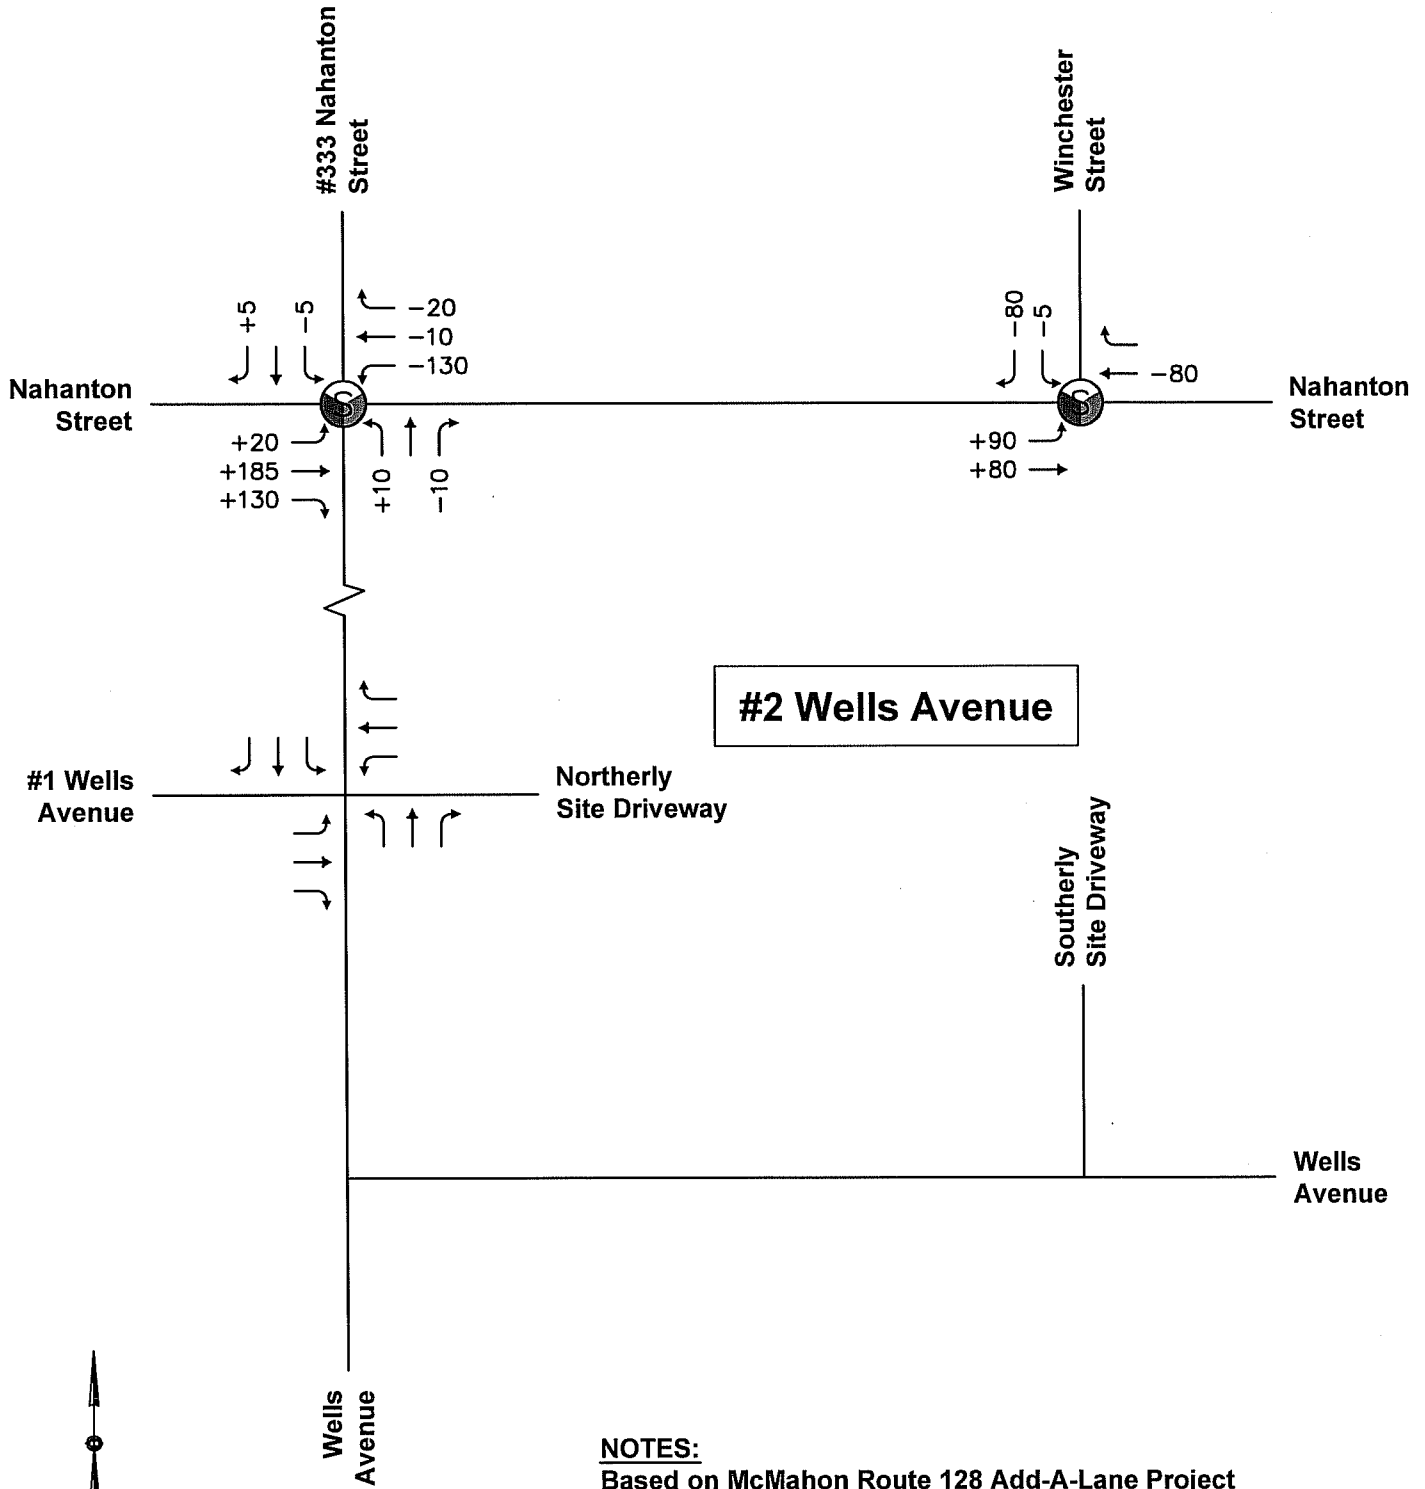 #333 Nahanton
Street
Winchester
Street
+5
-5
-20
-10
-130
-80
-5
-80
Nahanton
Street
S
S
Nahanton
Street
+20
+185
+130
+10
-10
+90
+80
#2 Wells Avenue
#1 Wells
Avenue
Northerly
Site Driveway
Southerly
Site Driveway
Wells
Avenue
Wells
Avenue
NOTES:
Based on McMahon Route 128 Add-A-Lane Project